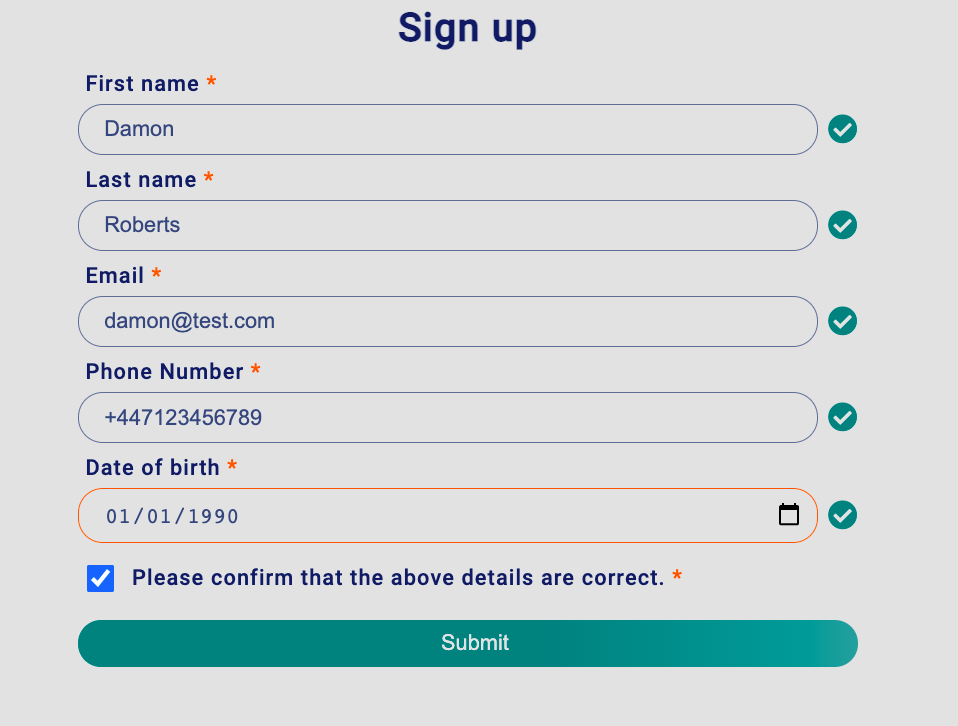 Sign up
First name *
Damon
Last name *
Roberts
Email *
damon@test.com
Phone Number *
+447123456789
Date of birth *
01/01/1990
Please confirm that the above details are correct. *
Submit